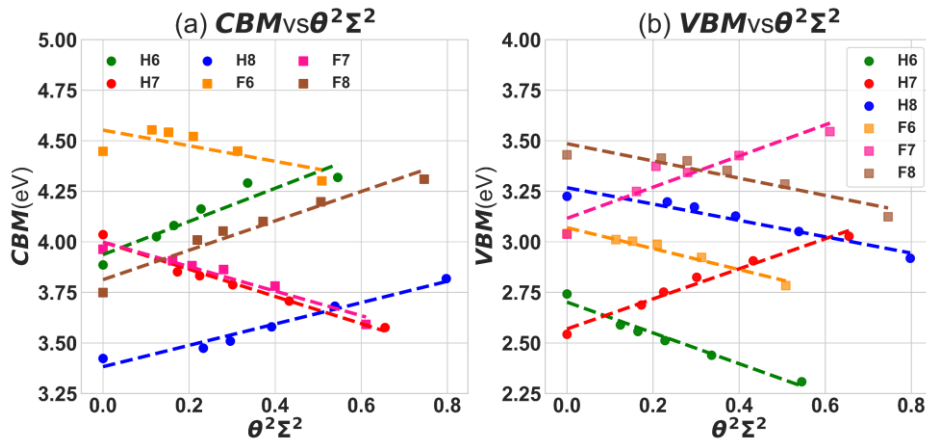 (a) CBMvsθ²Σ²
5.00
4.75
4.50
4.25
4.00
3.75
3.50
3.25
CBM(eV)
H6
H7
H8
F6
F7
F8
0.0 0.2 0.4 0.6 0.8
θ²Σ²
(b) VBMvsθ²Σ²
4.00
3.75
3.50
3.25
3.00
2.75
2.50
2.25
VBM(eV)
H6
H7
H8
F6
F7
F8
0.0 0.2 0.4 0.6 0.8
θ²Σ²